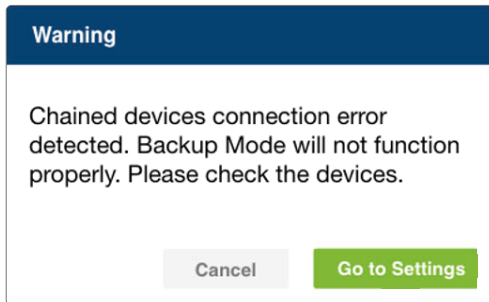 Warning
Chained devices connection error
detected. Backup Mode will not function
properly. Please check the devices.
Cancel
Go to Settings